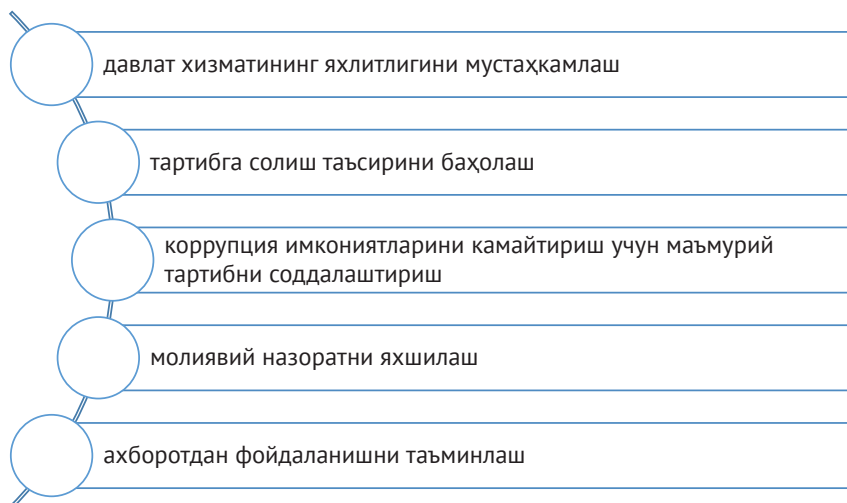 давлат хизматининг яхлитлигини мустаҳкамлаш
тартибга солиш таъсирини баҳолаш
коррупция имкониятларини камайтириш учун маъмурий
тартибни соддалаштириш
молиявий назоратни яхшилаш
ахборотдан фойдаланишни таъминлаш